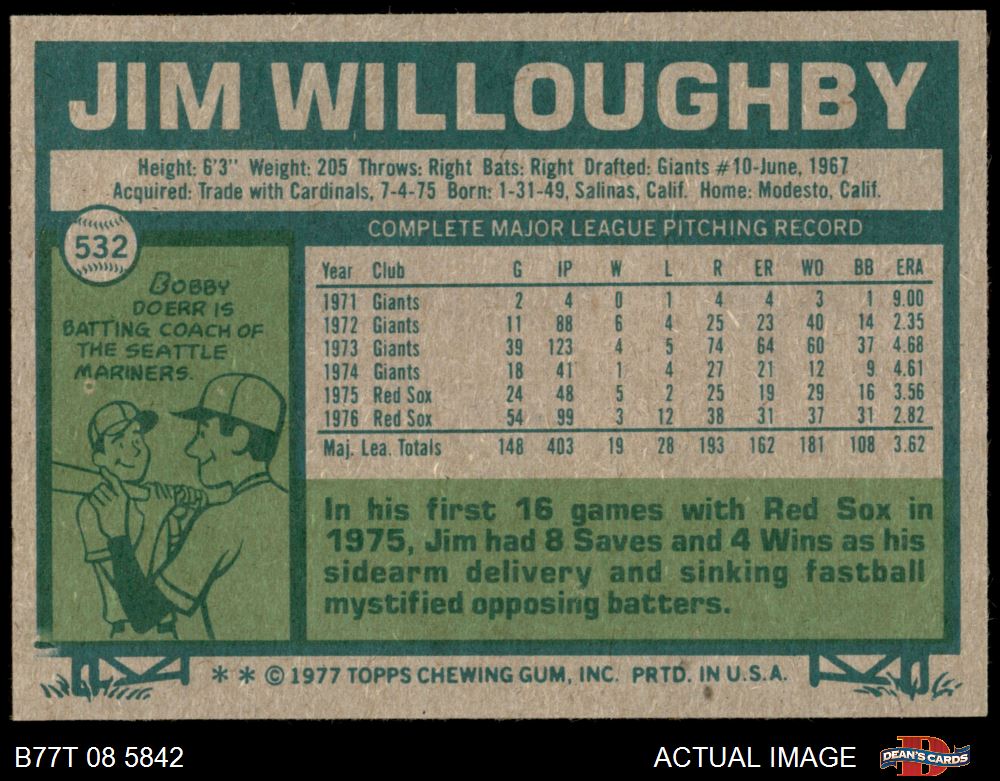 JIM WILLOUGHBY
Height: 6'3" Weight: 205 Throws: Right Bats: Right Drafted: Giants #10-June, 1967
Acquired: Trade with Cardinals, 7-4-75 Born: 1-31-49, Salinas, Calif. Home: Modesto, Calif.
532
BOBBY
DOERR IS
BATTING COACH OF
THE SEATTLE
MARINERS.
COMPLETE MAJOR LEAGUE PITCHING RECORD
Year Club G IP W L R ER WO BB ERA
1971 Giants 2 4 0 1 4 4 3 1 9.00
1972 Giants 11 88 6 4 25 23 40 14 2.35
1973 Giants 39 123 4 5 74 64 60 37 4.68
1974 Giants 18 41 1 4 27 21 12 9 4.61
1975 Red Sox 24 48 5 2 25 19 29 16 3.56
1976 Red Sox 54 99 3 12 38 31 37 31 2.82
Maj. Lea. Totals 148 403 19 28 193 162 181 108 3.62
In his first 16 games with Red Sox in
1975, Jim had 8 Saves and 4 Wins as his
sidearm delivery and sinking fastball
mystified opposing batters.
* * © 1977 TOPPS CHEWING GUM, INC. PRTD. IN U.S.A.
B77T 08 5842
ACTUAL IMAGE
DEAN'S CARDS